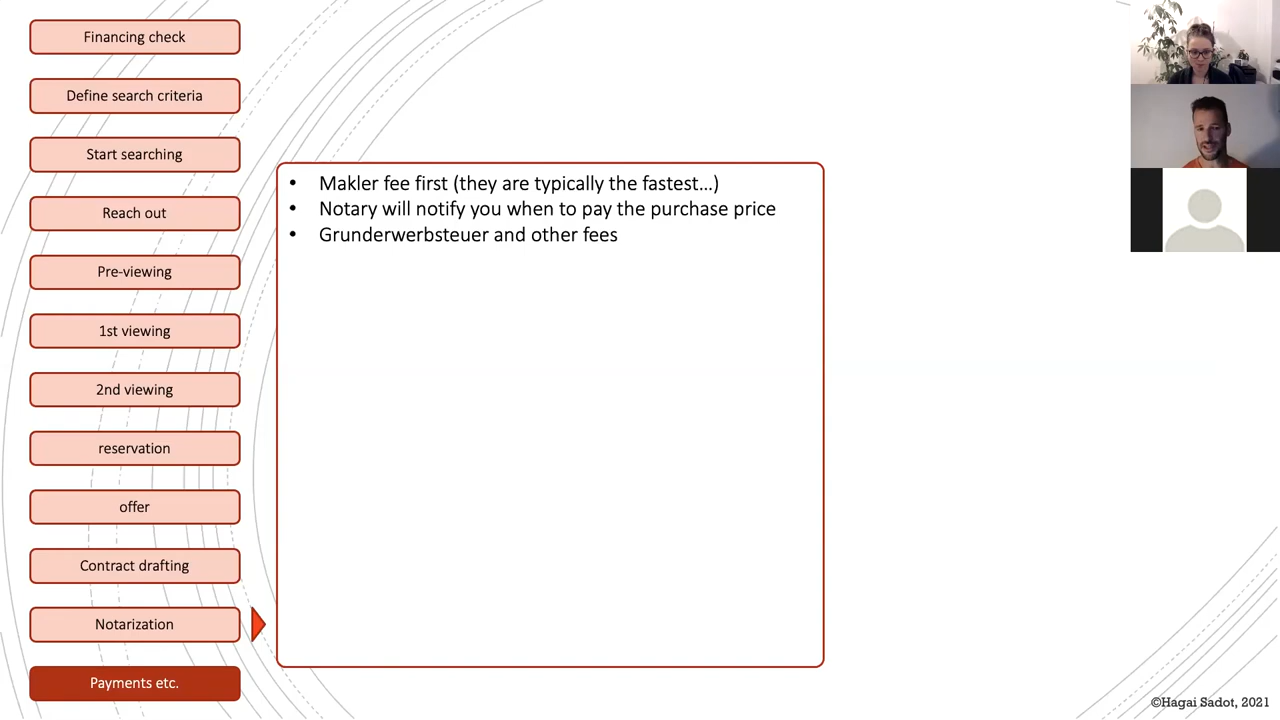 Financing check
Define search criteria
Start searching
Reach out
Pre-viewing
1st viewing
2nd viewing
reservation
offer
Contract drafting
Notarization
Payments etc.
• Makler fee first (they are typically the fastest…)
• Notary will notify you when to pay the purchase price
• Grunderwerbsteuer and other fees
©Hagai Sadot, 2021